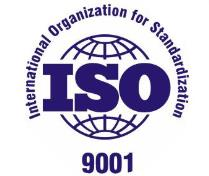 International Organization for Standardization
ISO
9001